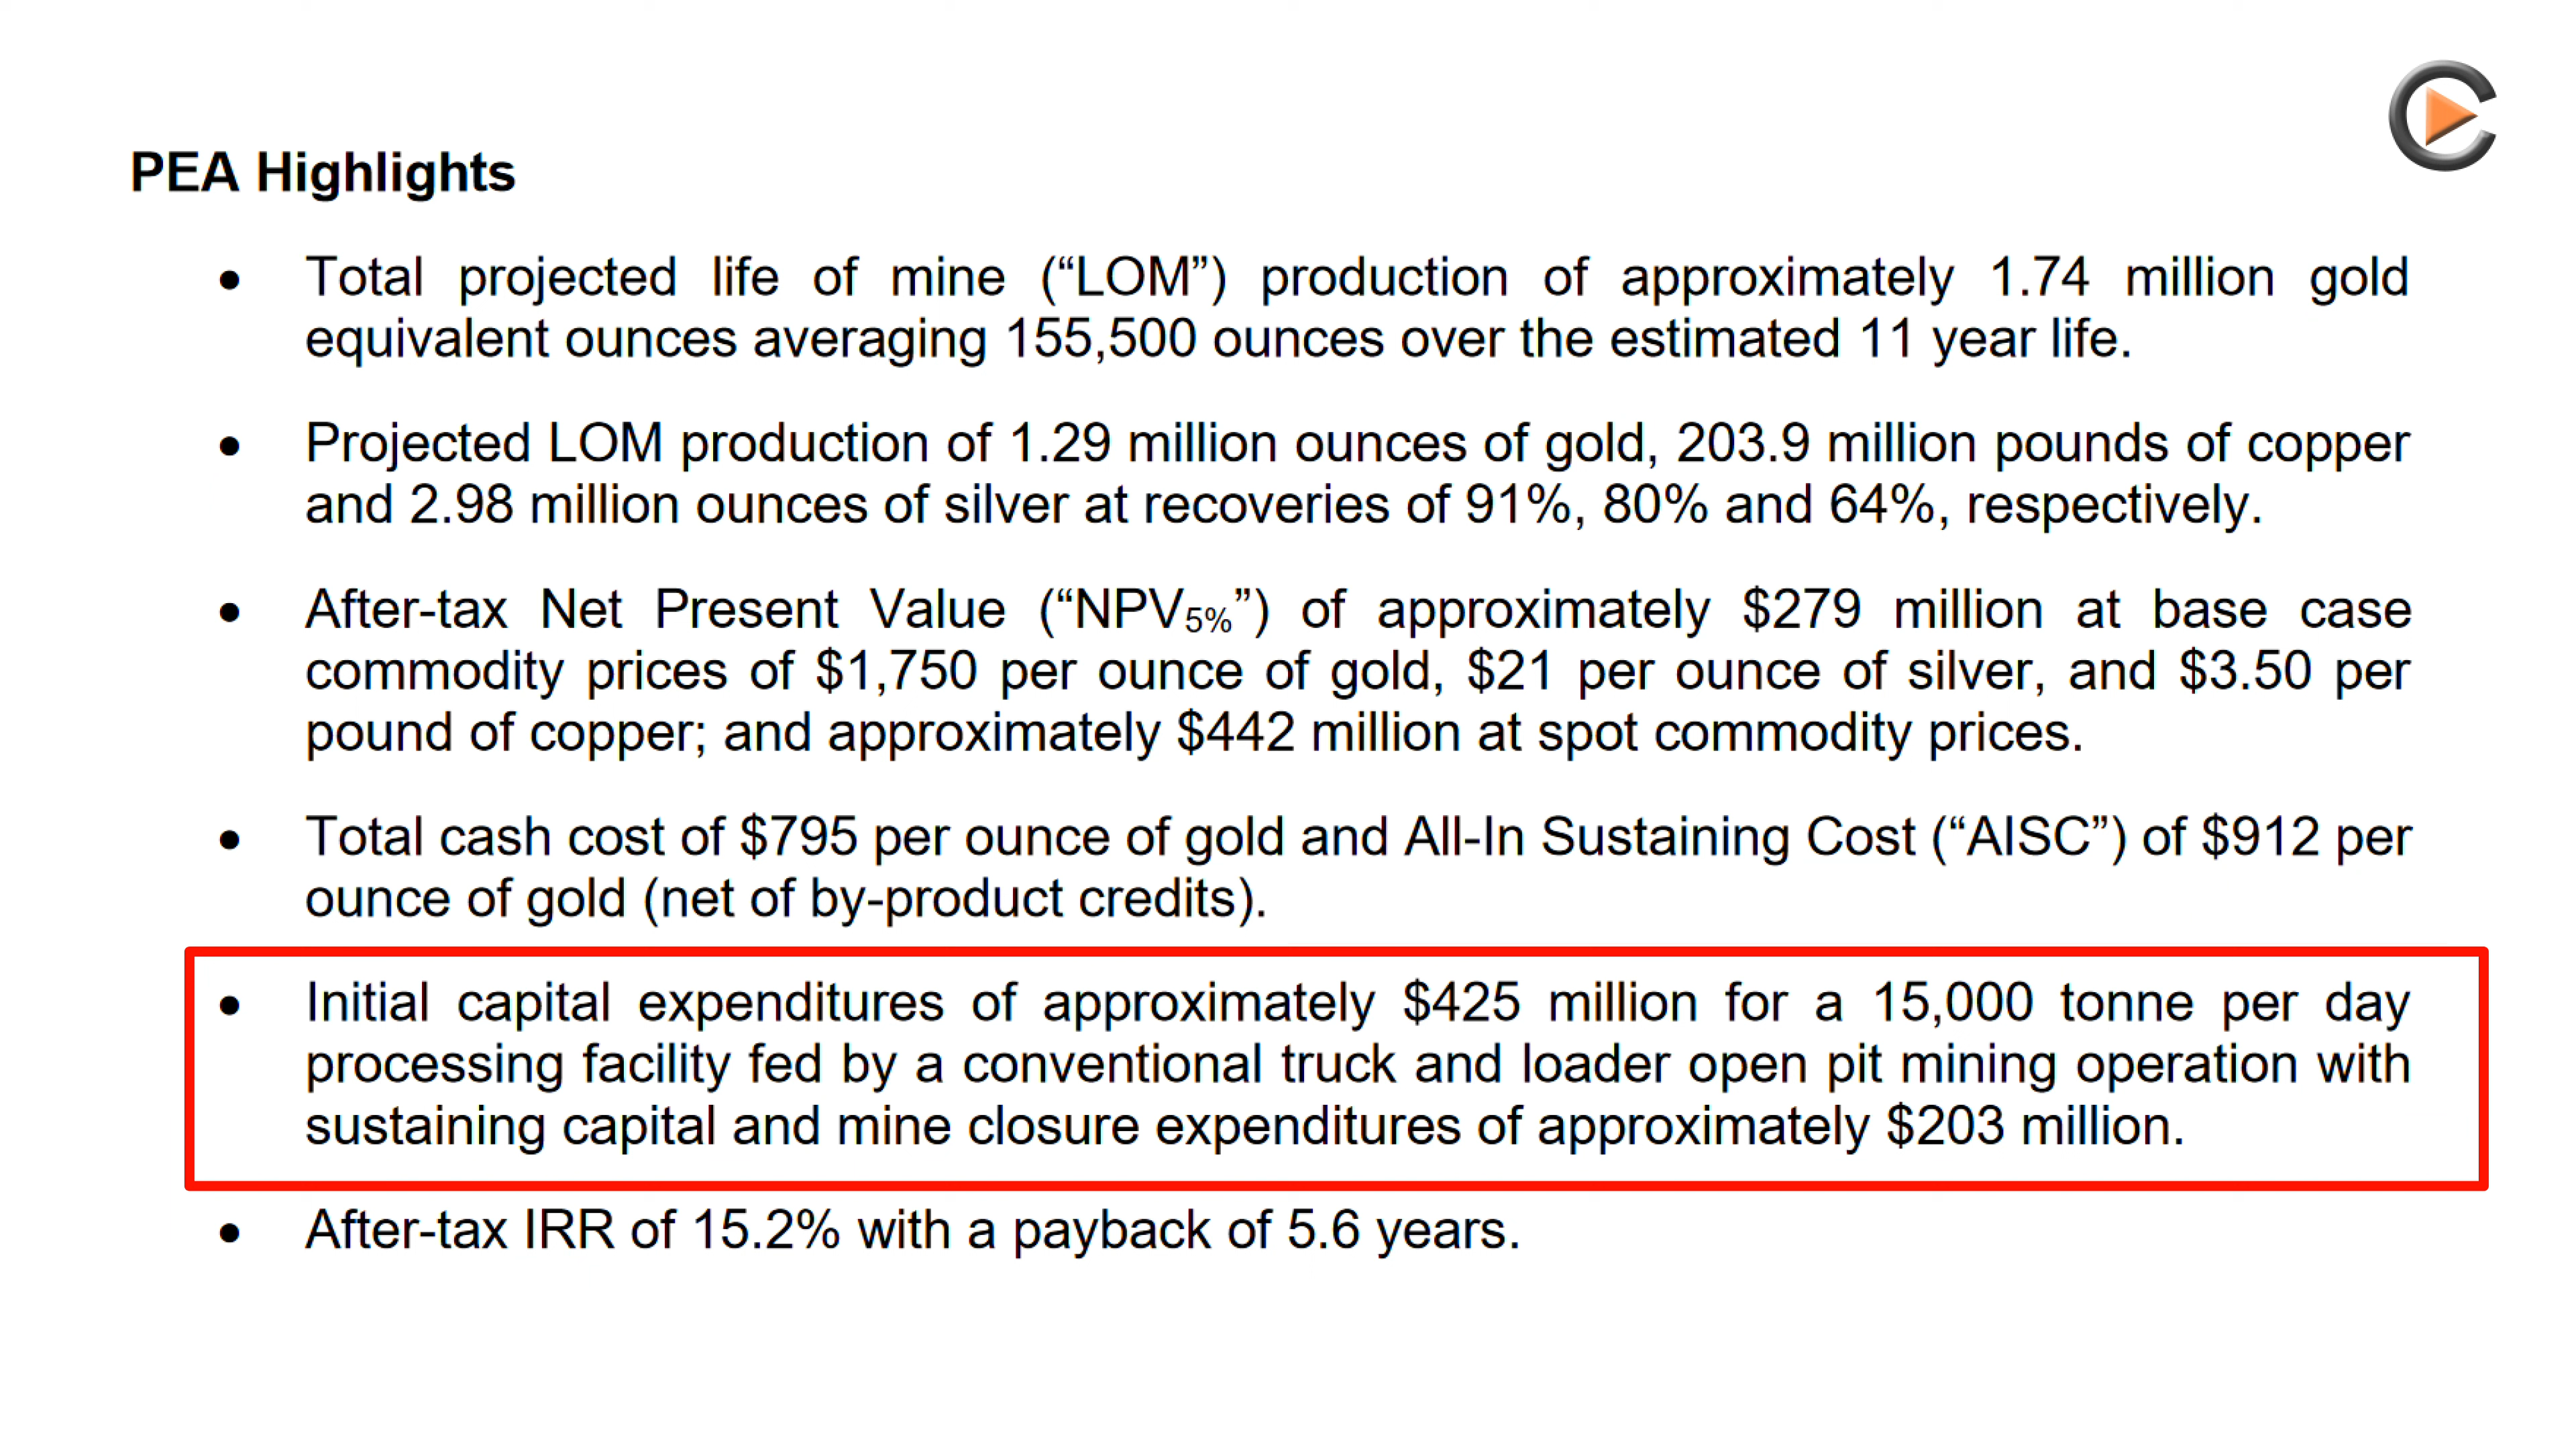 PEA Highlights
• Total projected life of mine (“LOM”) production of approximately 1.74 million gold
equivalent ounces averaging 155,500 ounces over the estimated 11 year life.
• Projected LOM production of 1.29 million ounces of gold, 203.9 million pounds of copper
and 2.98 million ounces of silver at recoveries of 91%, 80% and 64%, respectively.
• After-tax Net Present Value (“NPV5%”) of approximately $279 million at base case
commodity prices of $1,750 per ounce of gold, $21 per ounce of silver, and $3.50 per
pound of copper; and approximately $442 million at spot commodity prices.
• Total cash cost of $795 per ounce of gold and All-In Sustaining Cost (“AISC”) of $912 per
ounce of gold (net of by-product credits).
• Initial capital expenditures of approximately $425 million for a 15,000 tonne per day
processing facility fed by a conventional truck and loader open pit mining operation with
sustaining capital and mine closure expenditures of approximately $203 million.
• After-tax IRR of 15.2% with a payback of 5.6 years.